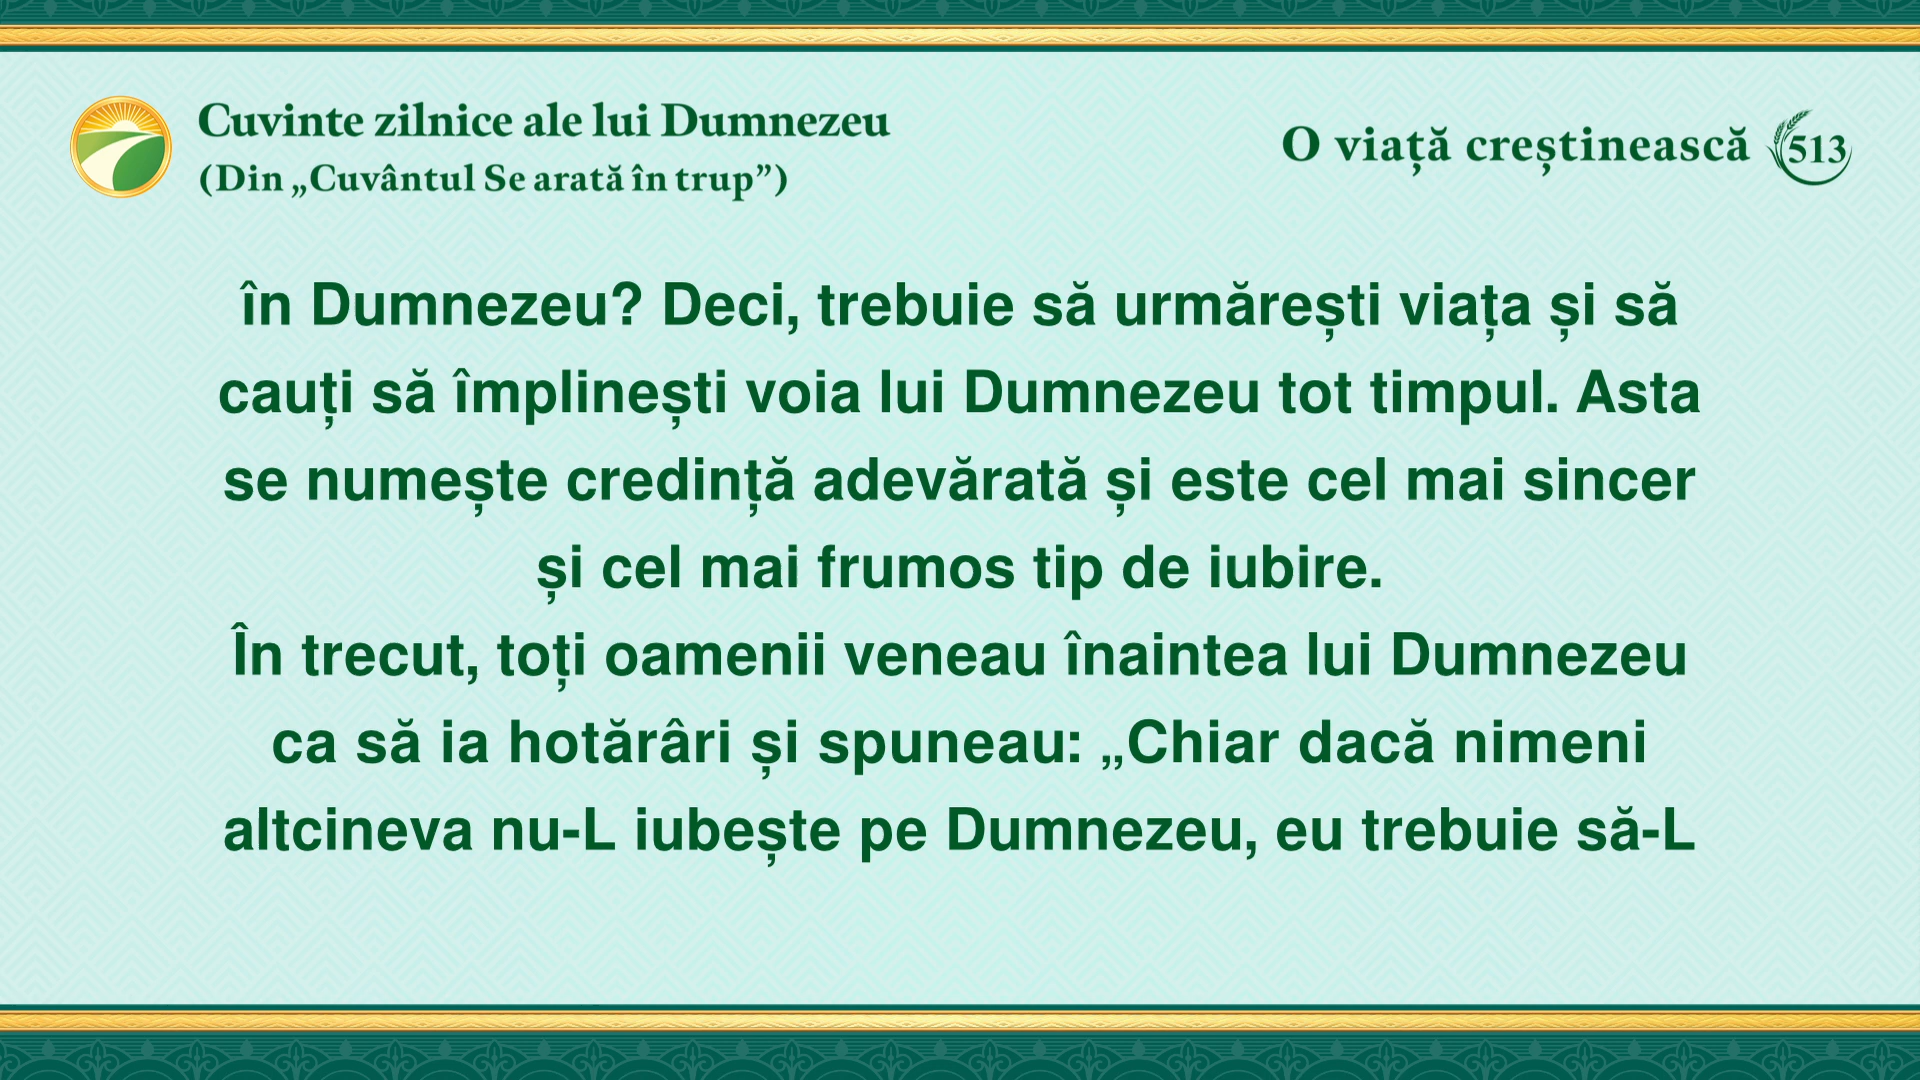 Cuvinte zilnice ale lui Dumnezeu
(Din „Cuvântul Se arată în trup”)
O viață creștinească 513
în Dumnezeu? Deci, trebuie să urmărești viața și să
cauți să împlinești voia lui Dumnezeu tot timpul. Asta
se numește credință adevărată și este cel mai sincer
și cel mai frumos tip de iubire.
În trecut, toți oamenii veneau înaintea lui Dumnezeu
ca să ia hotărâri și spuneau: „Chiar dacă nimeni
altcineva nu-L iubește pe Dumnezeu, eu trebuie să-L